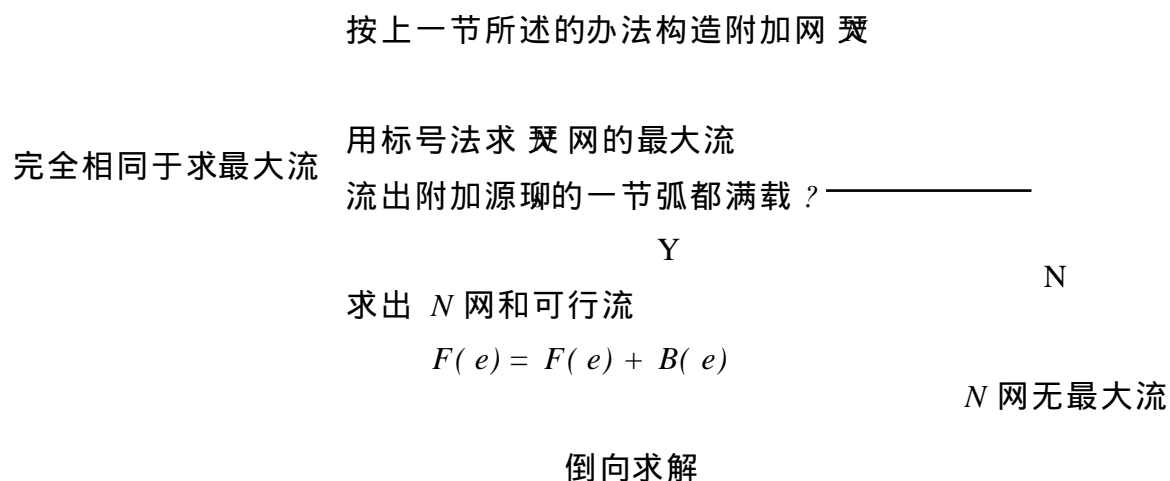 按上一节所述的办法构造附加网
用标号法求 网的最大流
完全相同于求最大流
流出附加源 的一节弧都满载 ?
Y
N
求出 N 网和可行流
F( e) = F( e) + B( e)
N 网无最大流
倒向求解